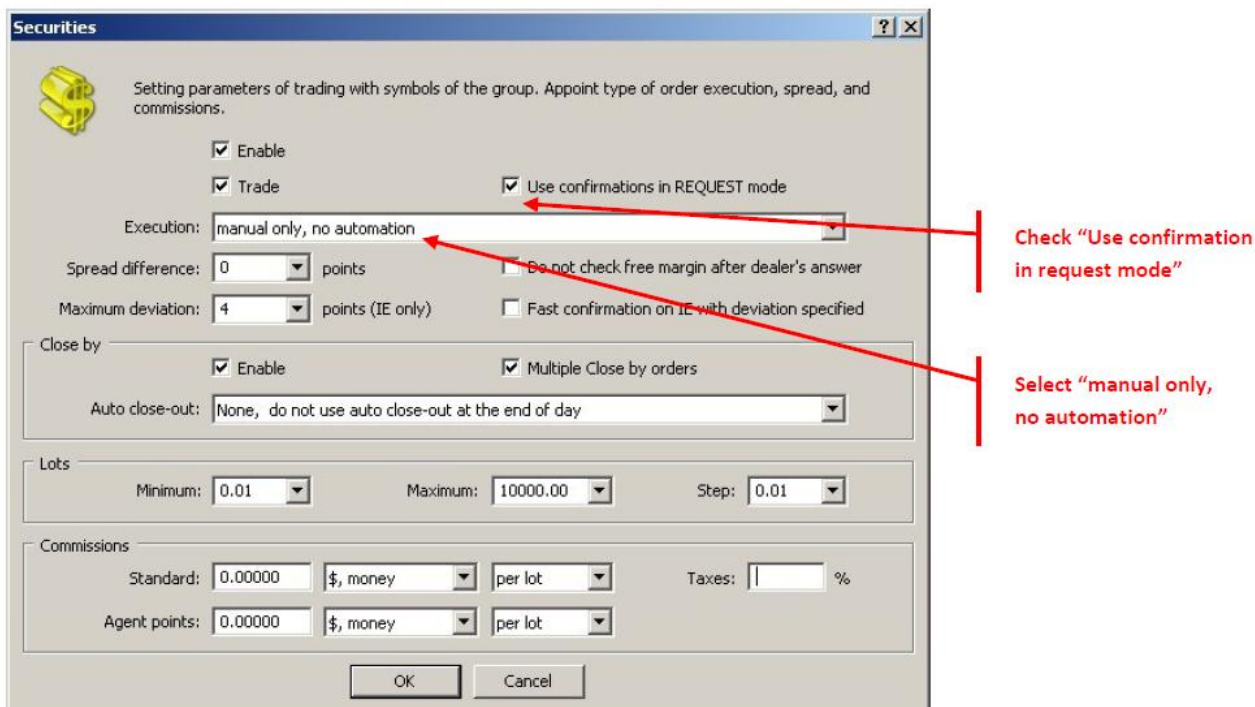 Securities
Setting parameters of trading with symbols of the group. Appoint type of order execution, spread, and
commissions.
Enable
Trade
Use confirmations in REQUEST mode
Execution: manual only, no automation
Spread difference: 0 points
Do not check free margin after dealer's answer
Maximum deviation: 4 points (IE only)
Fast confirmation on IE with deviation specified
Close by
Enable
Multiple Close by orders
Auto close-out: None, do not use auto close-out at the end of day
Lots
Minimum: 0.01 Maximum: 10000.00 Step: 0.01
Commissions
Standard: 0.00000 $, money per lot Taxes: %
Agent points: 0.00000 $, money per lot
OK Cancel
Check “Use confirmation
in request mode”
Select “manual only,
no automation”